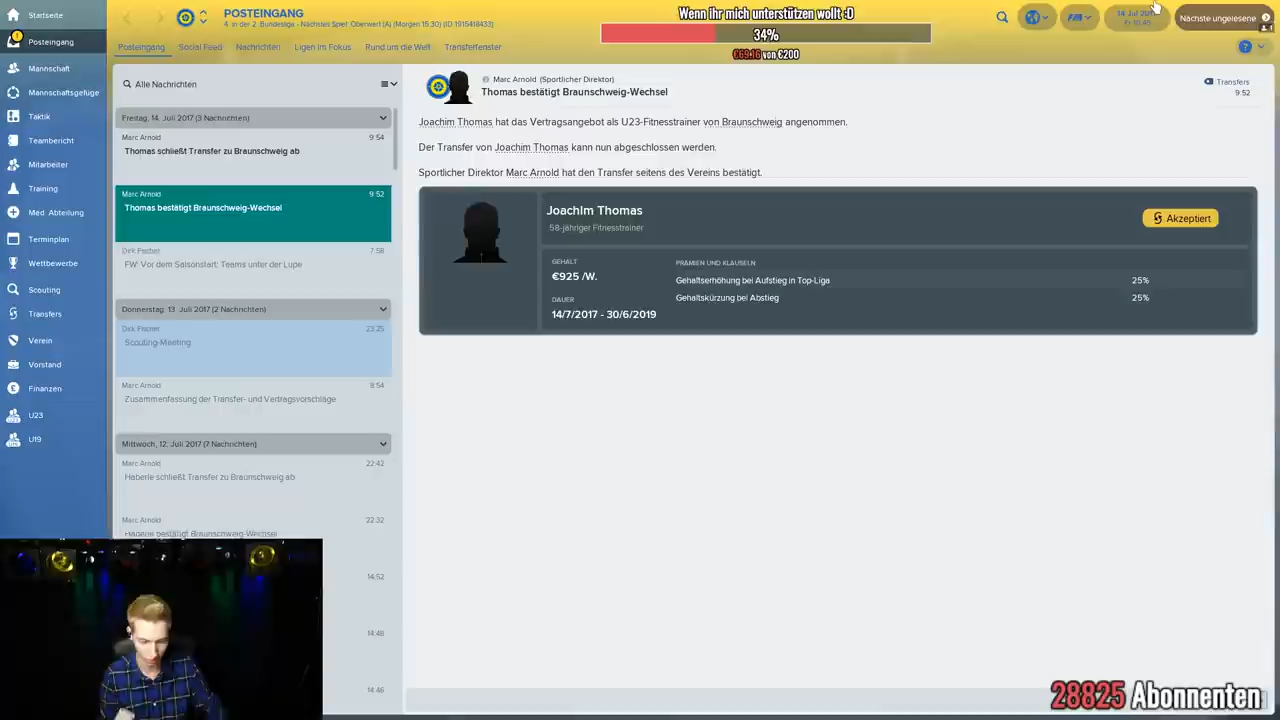 Startseite
Posteingang
Mannschaft
Mannschaftsgefüge
Taktik
Teambericht
Mitarbeiter
Training
Med. Abteilung
Terminplan
Wettbewerbe
Scouting
Transfers
Verein
Vorstand
Finanzen
U23
U19
POSTEINGANG
4. in der 2. Bundesliga - Nächstes Spiel: Oberwart (A) (Morgen 15:30) (ID:1915418433)
Wenn ihr mich unterstützen wollt :D
34%
€69.16 von €200
14 Jul 2017
Nächste ungelesene
1
Posteingang Social Feed Nachrichten Ligen im Fokus Rund um die Welt Transferfenster
Alle Nachrichten
Freitag, 14. Juli 2017 (3 Nachrichten)
Marc Arnold 9:54
Thomas schließt Transfer zu Braunschweig ab
Marc Arnold 9:52
Thomas bestätigt Braunschweig-Wechsel
Dirk Fischer 7:58
FW: Vor dem Saisonstart: Teams unter der Lupe
Donnerstag, 13. Juli 2017 (2 Nachrichten)
Dirk Fischer 23:25
Scouting-Meeting
Marc Arnold 8:54
Zusammenfassung der Transfer- und Vertragsvorschläge
Mittwoch, 12. Juli 2017 (7 Nachrichten)
Marc Arnold 22:42
Haberle schließt Transfer zu Braunschweig ab
Marc Arnold 22:32
Haberle bestätigt Braunschweig-Wechsel
14:52
14:48
14:46
Marc Arnold (Sportlicher Direktor)
Thomas bestätigt Braunschweig-Wechsel
Transfers
9:52
Joachim Thomas hat das Vertragsangebot als U23-Fitnesstrainer von Braunschweig angenommen.
Der Transfer von Joachim Thomas kann nun abgeschlossen werden.
Sportlicher Direktor Marc Arnold hat den Transfer seitens des Vereins bestätigt.
Joachim Thomas
58-jähriger Fitnesstrainer
Akzeptiert
GEHALT
€925 /W.
DAUER
14/7/2017 - 30/6/2019
PRÄMIEN UND KLAUSELN
Gehaltserhöhung bei Aufstieg in Top-Liga 25%
Gehaltskürzung bei Abstieg 25%
28825 Abonnenten